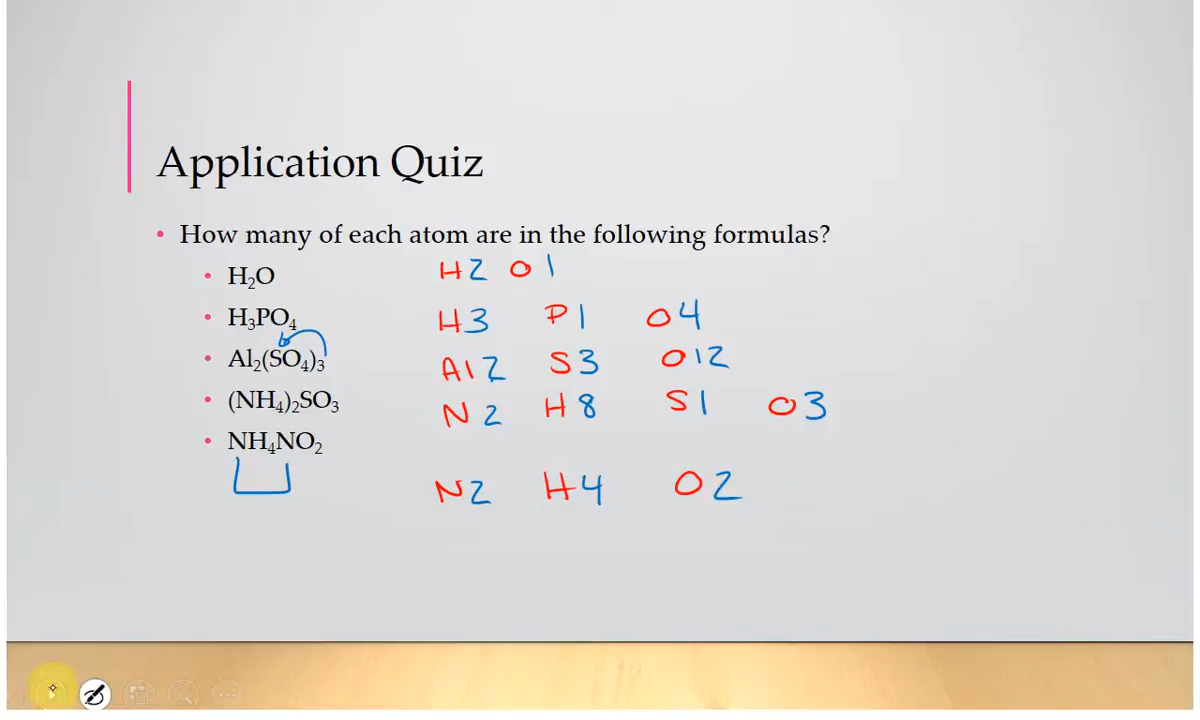 Application Quiz
• How many of each atom are in the following formulas?
• H₂O H2 O1
• H₃PO₄ H3 P1 O4
• Al₂(SO₄)₃ Al2 S3 O12
• (NH₄)₂SO₃ N2 H8 S1 O3
• NH₄NO₂
N2 H4 O2